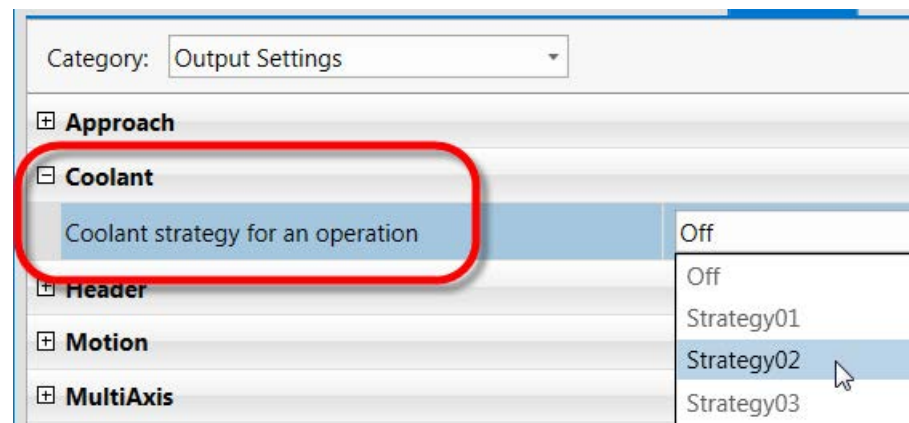 Category: Output Settings
Approach
Coolant
Coolant strategy for an operation Off
Off
Header
Strategy01
Motion
Strategy02
MultiAxis
Strategy03